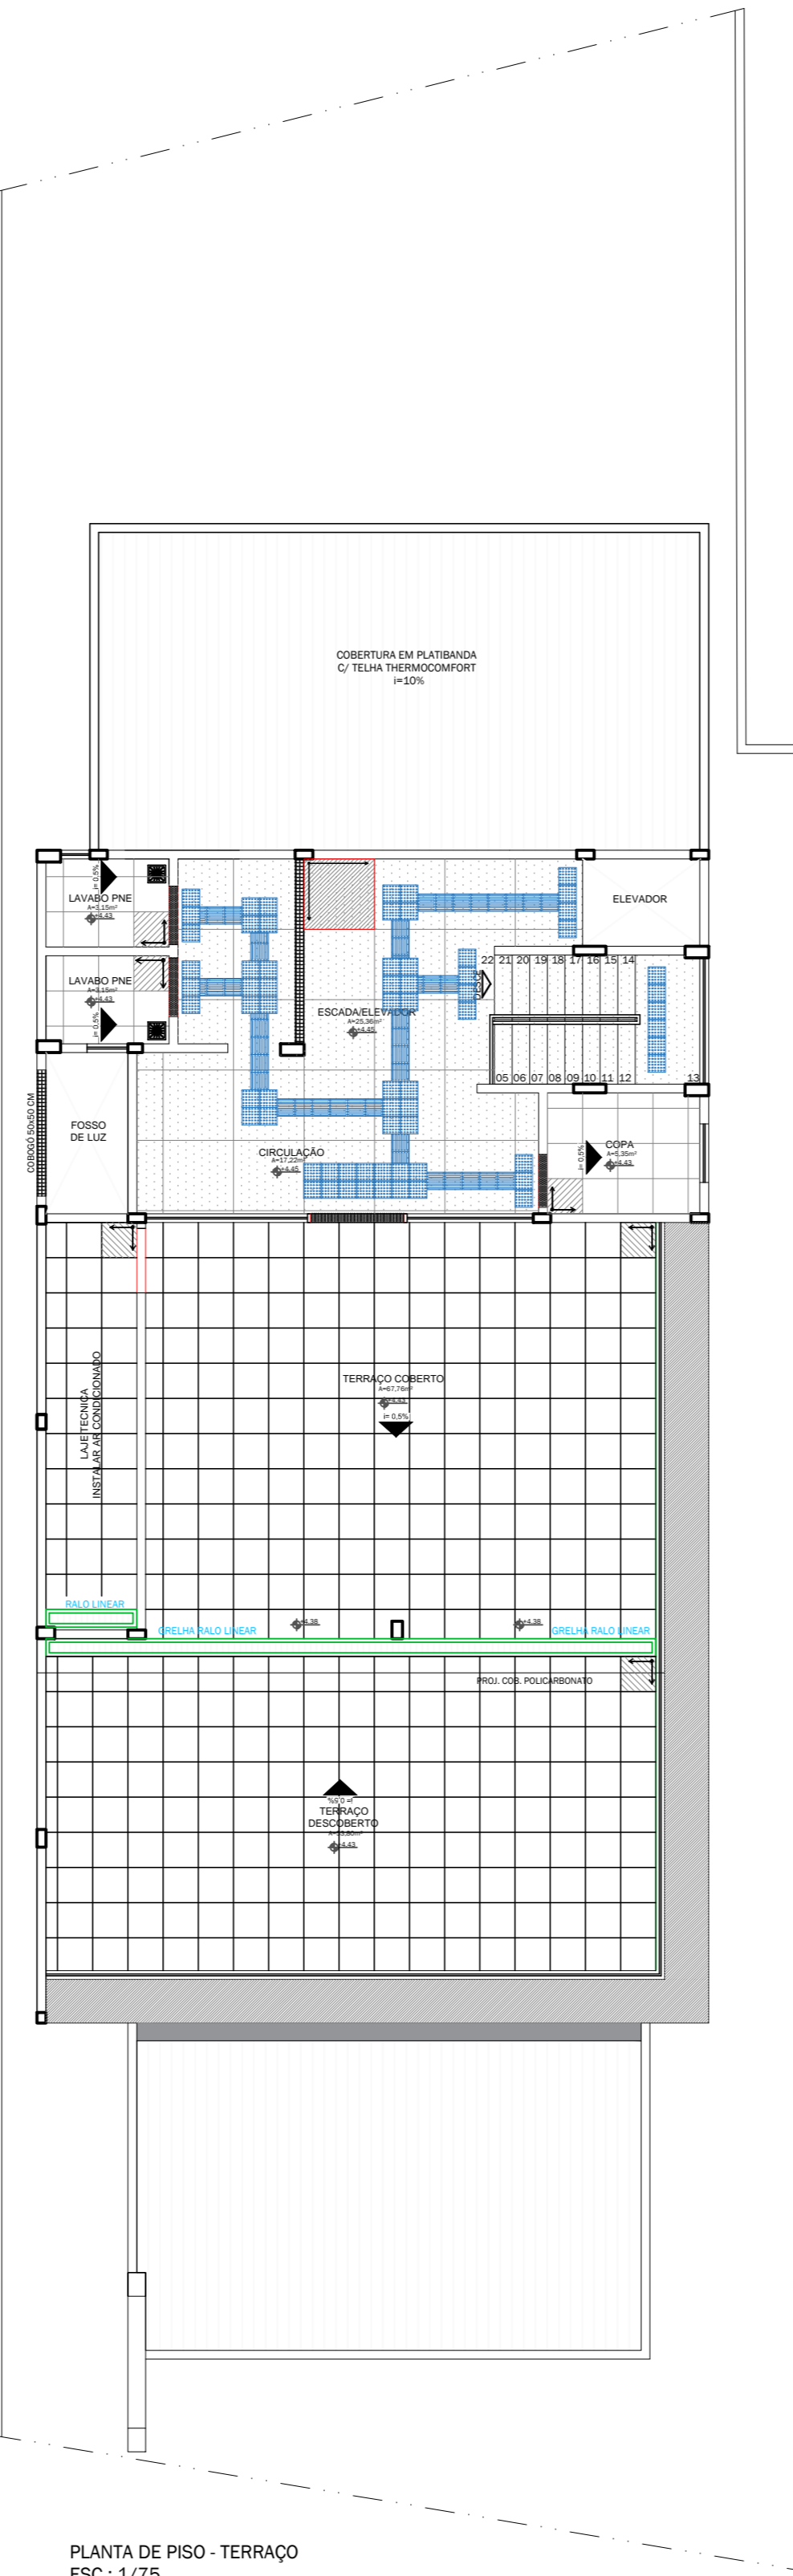 COBERTURA EM PLATIBANDA
C/ TELHA THERMOCOMFORT
i=10%
i= 0,5%
LAVABO PNE
A=3,15m²
+4.43
ELEVADOR
LAVABO PNE
A=3,15m²
+4.43
i= 0,5%
22 21 20 19 18 17 16 15 14
DESCE
ESCADA/ELEVADOR
A=25,36m²
+4.45
05 06 07 08 09 10 11 12 13
COBOGÓ 50x50 CM
FOSSO
DE LUZ
CIRCULAÇÃO
A=17,22m²
+4.45
i= 0,5%
COPA
A=5,35m²
+4.43
LAJE TECNICA
INSTALAR AR CONDICIONADO
TERRAÇO COBERTO
A=67,76m²
+4.43
i= 0,5%
RALO LINEAR
+4.38
+4.38
GRELHA RALO LINEAR
GRELHA RALO LINEAR
PROJ. COB. POLICARBONATO
i= 0,5%
TERRAÇO
DESCOBERTO
+4.43
PLANTA DE PISO - TERRAÇO
ESC.: 1/75